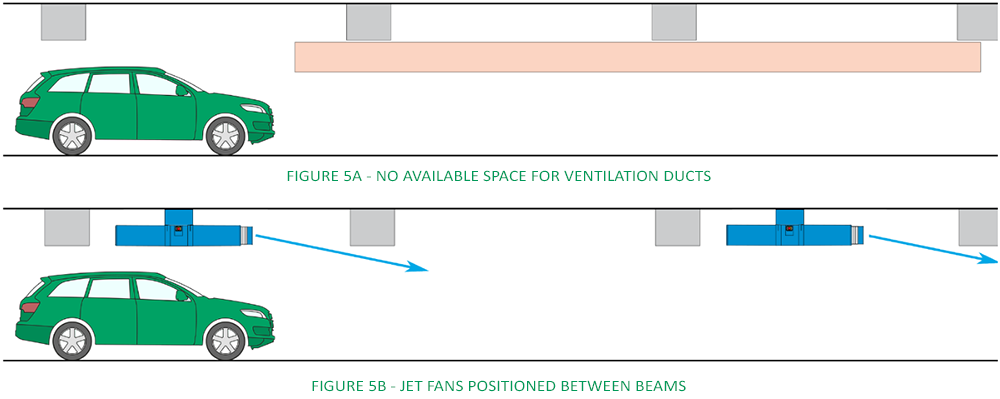 FIGURE 5A - NO AVAILABLE SPACE FOR VENTILATION DUCTS
FIGURE 5B - JET FANS POSITIONED BETWEEN BEAMS